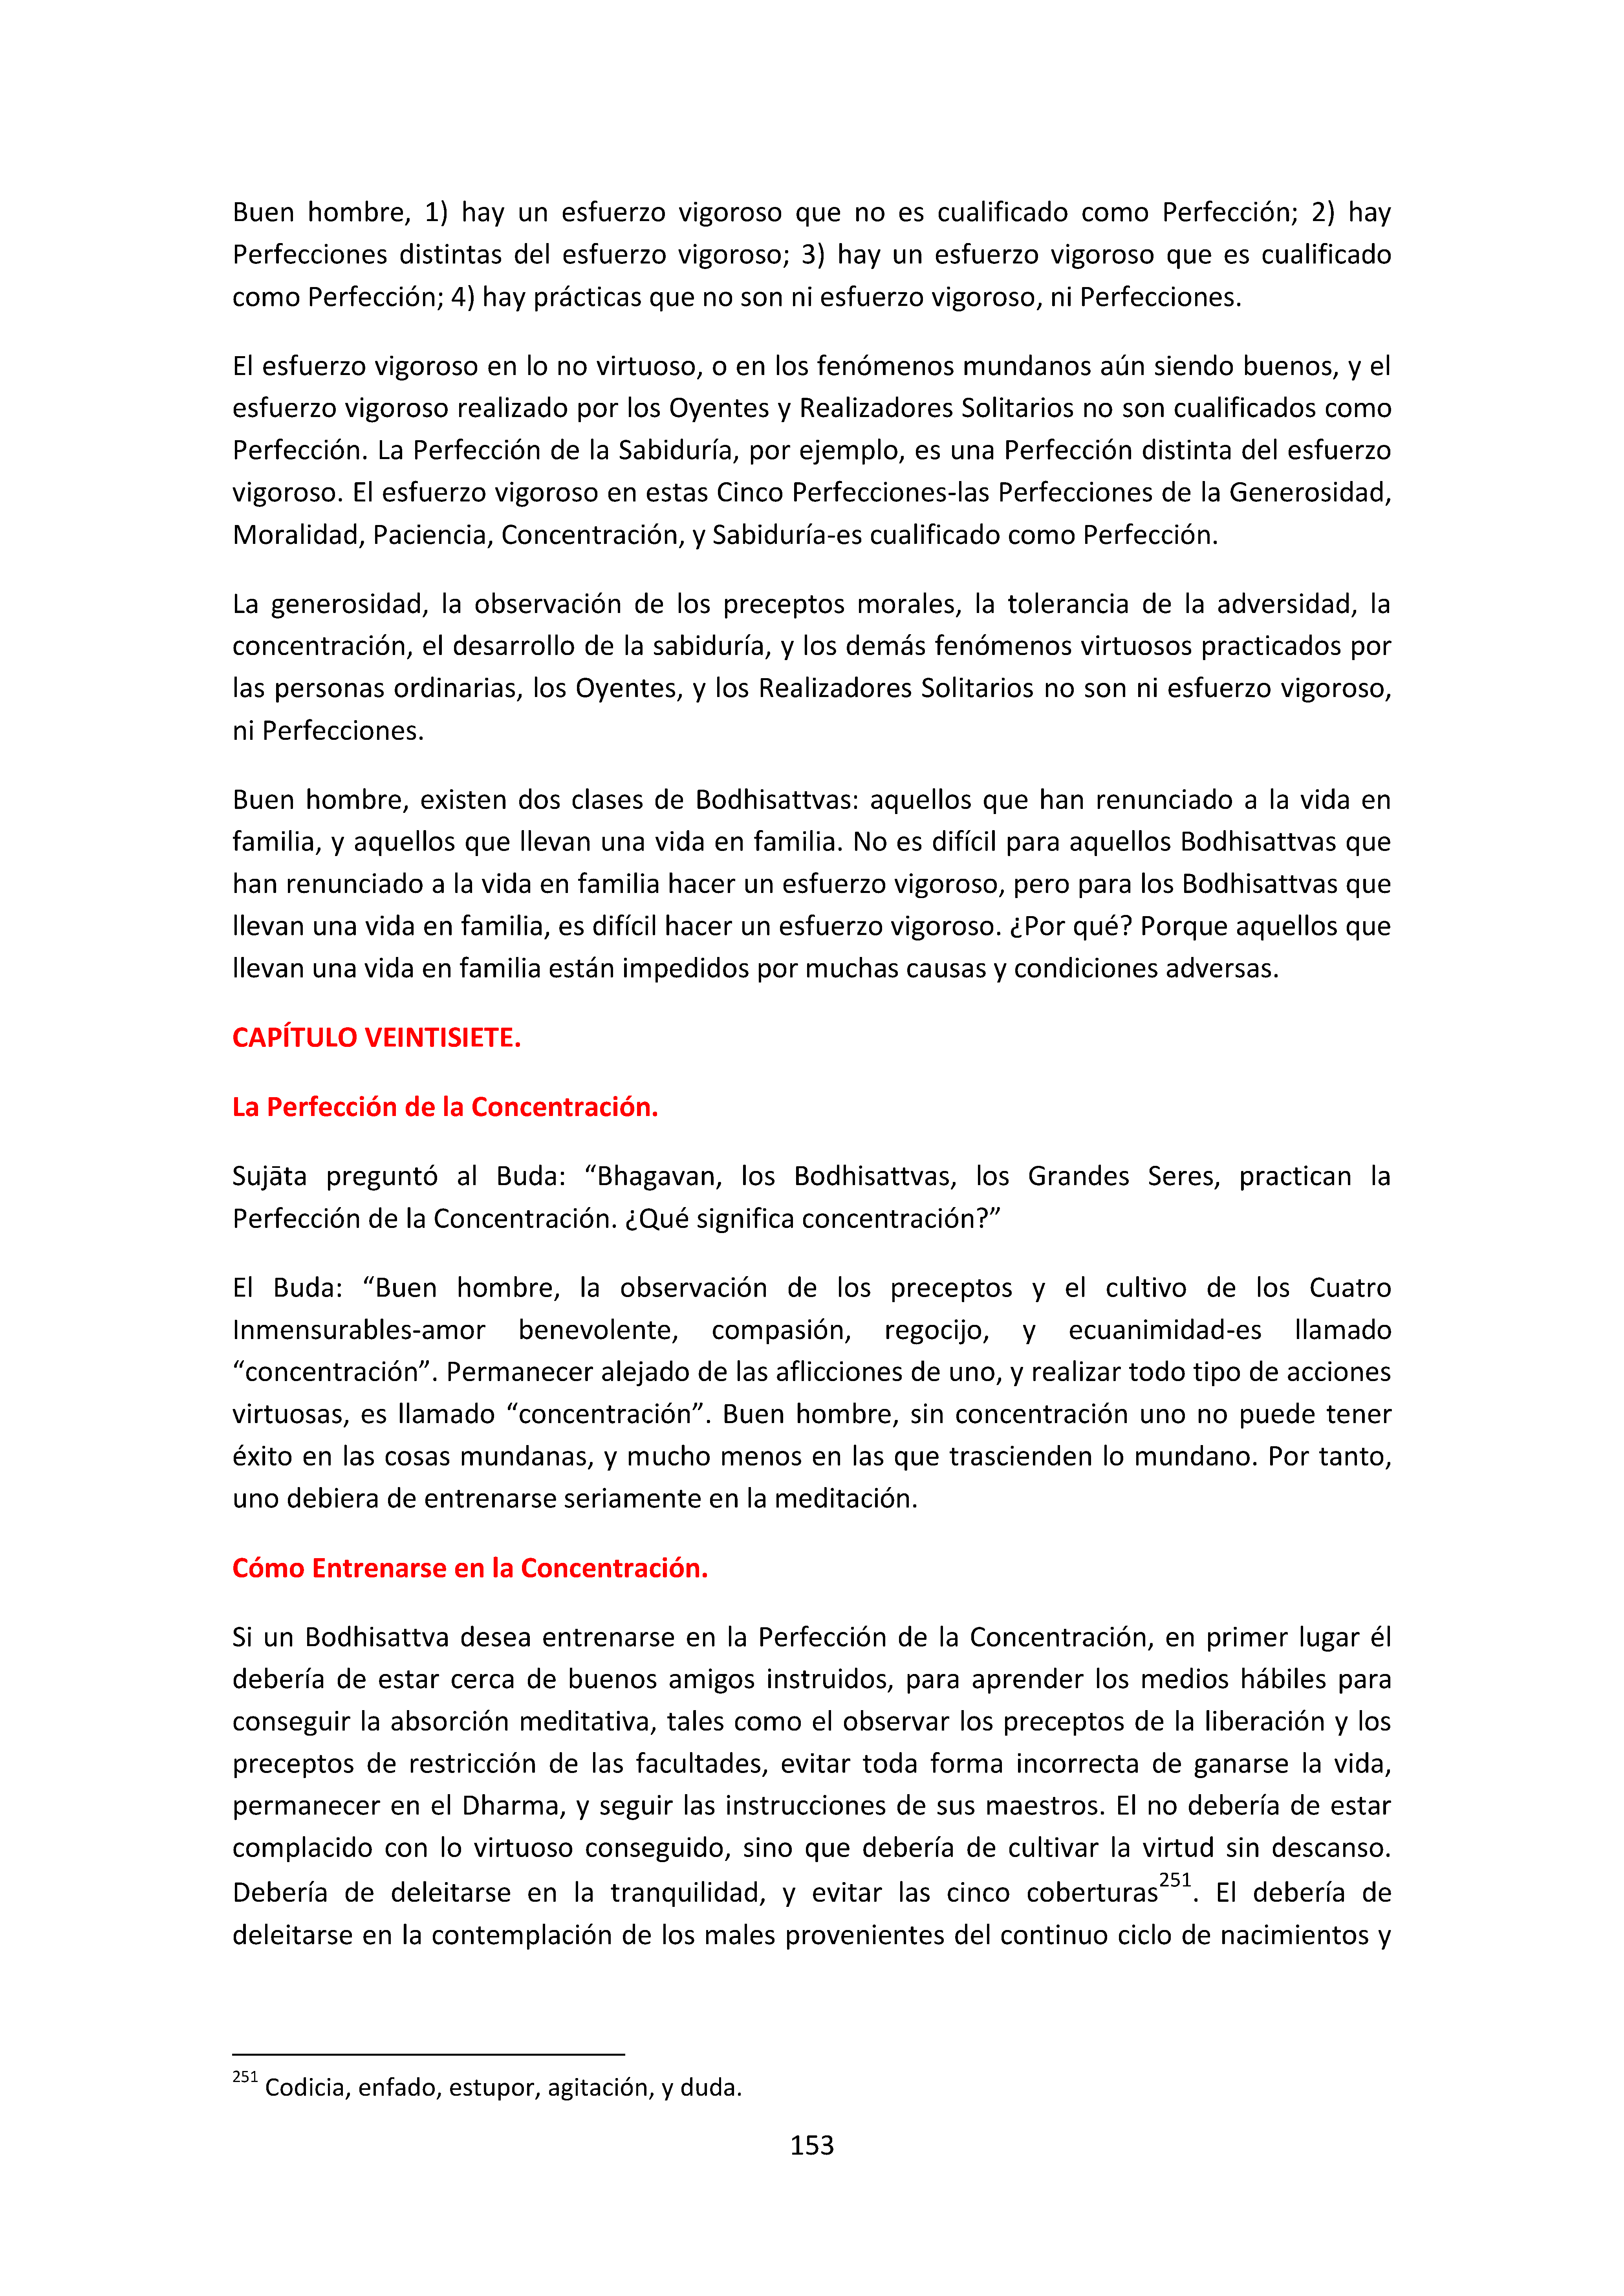 Buen hombre, 1) hay un esfuerzo vigoroso que no es cualificado como Perfección; 2) hay
Perfecciones distintas del esfuerzo vigoroso; 3) hay un esfuerzo vigoroso que es cualificado
como Perfección; 4) hay prácticas que no son ni esfuerzo vigoroso, ni Perfecciones.
El esfuerzo vigoroso en lo no virtuoso, o en los fenómenos mundanos aún siendo buenos, y el
esfuerzo vigoroso realizado por los Oyentes y Realizadores Solitarios no son cualificados como
Perfección. La Perfección de la Sabiduría, por ejemplo, es una Perfección distinta del esfuerzo
vigoroso. El esfuerzo vigoroso en estas Cinco Perfecciones-las Perfecciones de la Generosidad,
Moralidad, Paciencia, Concentración, y Sabiduría-es cualificado como Perfección.
La generosidad, la observación de los preceptos morales, la tolerancia de la adversidad, la
concentración, el desarrollo de la sabiduría, y los demás fenómenos virtuosos practicados por
las personas ordinarias, los Oyentes, y los Realizadores Solitarios no son ni esfuerzo vigoroso,
ni Perfecciones.
Buen hombre, existen dos clases de Bodhisattvas: aquellos que han renunciado a la vida en
familia, y aquellos que llevan una vida en familia. No es difícil para aquellos Bodhisattvas que
han renunciado a la vida en familia hacer un esfuerzo vigoroso, pero para los Bodhisattvas que
llevan una vida en familia, es difícil hacer un esfuerzo vigoroso. ¿Por qué? Porque aquellos que
llevan una vida en familia están impedidos por muchas causas y condiciones adversas.
CAPÍTULO VEINTISIETE.
La Perfección de la Concentración.
Sujāta preguntó al Buda: “Bhagavan, los Bodhisattvas, los Grandes Seres, practican la
Perfección de la Concentración. ¿Qué significa concentración?”
El Buda: “Buen hombre, la observación de los preceptos y el cultivo de los Cuatro
Inmensurables-amor benevolente, compasión, regocijo, y ecuanimidad-es llamado
“concentración”. Permanecer alejado de las aflicciones de uno, y realizar todo tipo de acciones
virtuosas, es llamado “concentración”. Buen hombre, sin concentración uno no puede tener
éxito en las cosas mundanas, y mucho menos en las que trascienden lo mundano. Por tanto,
uno debiera de entrenarse seriamente en la meditación.
Cómo Entrenarse en la Concentración.
Si un Bodhisattva desea entrenarse en la Perfección de la Concentración, en primer lugar él
debería de estar cerca de buenos amigos instruidos, para aprender los medios hábiles para
conseguir la absorción meditativa, tales como el observar los preceptos de la liberación y los
preceptos de restricción de las facultades, evitar toda forma incorrecta de ganarse la vida,
permanecer en el Dharma, y seguir las instrucciones de sus maestros. El no debería de estar
complacido con lo virtuoso conseguido, sino que debería de cultivar la virtud sin descanso.
Debería de deleitarse en la tranquilidad, y evitar las cinco coberturas251. El debería de
deleitarse en la contemplación de los males provenientes del continuo ciclo de nacimientos y
251 Codicia, enfado, estupor, agitación, y duda.
153